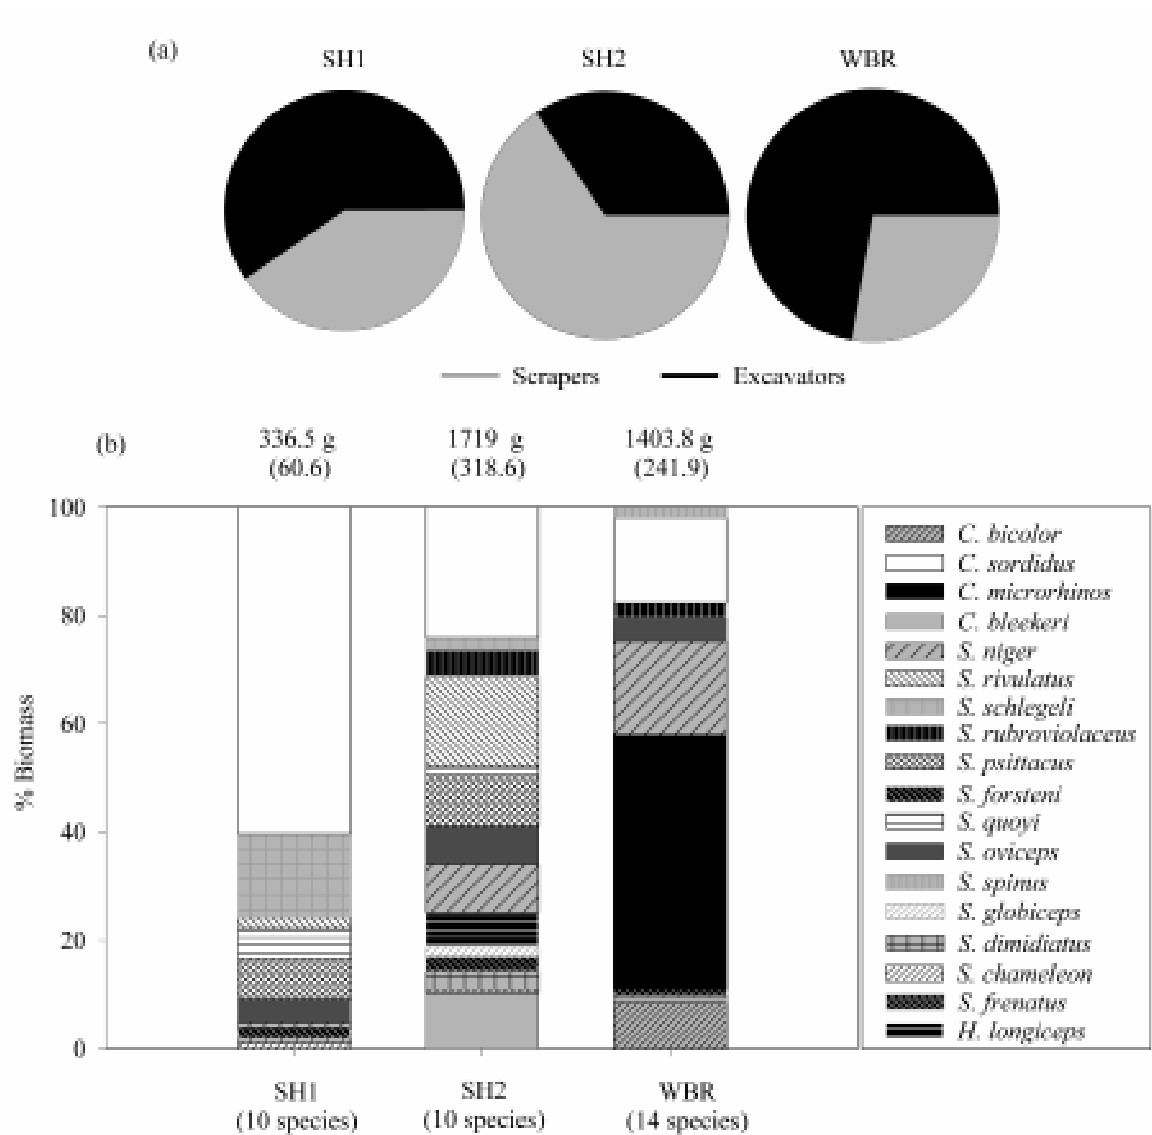 (a)
SH1 SH2 WBR
Scrapers Excavators
(b)
336.5 g 1719 g 1403.8 g
(60.6) (318.6) (241.9)
% Biomass
100
80
60
40
20
0
C. bicolor
C. sordidus
C. microrhinos
C. bleekeri
S. niger
S. rivulatus
S. schlegeli
S. rubroviolaceus
S. psittacus
S. forsteni
S. quoyi
S. oviceps
S. spinus
S. globiceps
S. dimidiatus
S. chameleon
S. frenatus
H. longiceps
SH1 SH2 WBR
(10 species) (10 species) (14 species)